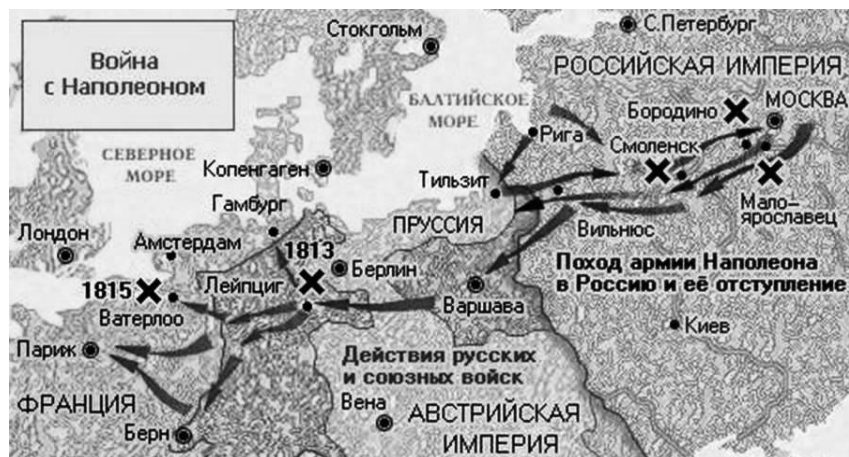 Война
с Наполеоном
Стокгольм
С.Петербург
РОССИЙСКАЯ ИМПЕРИЯ
БАЛТИЙСКОЕ
МОРЕ
Бородино
МОСКВА
Рига
Смоленск
СЕВЕРНОЕ
МОРЕ
Копенгаген
Тильзит
Мало-
ярославец
Гамбург
ПРУССИЯ
Вильнюс
Лондон
Амстердам
1813
Берлин
Поход армии Наполеона
в Россию и её отступление
1815
Лейпциг
Варшава
Ватерлоо
Киев
Париж
Действия русских
и союзных войск
ФРАНЦИЯ
Вена
АВСТРИЙСКАЯ
ИМПЕРИЯ
Берн